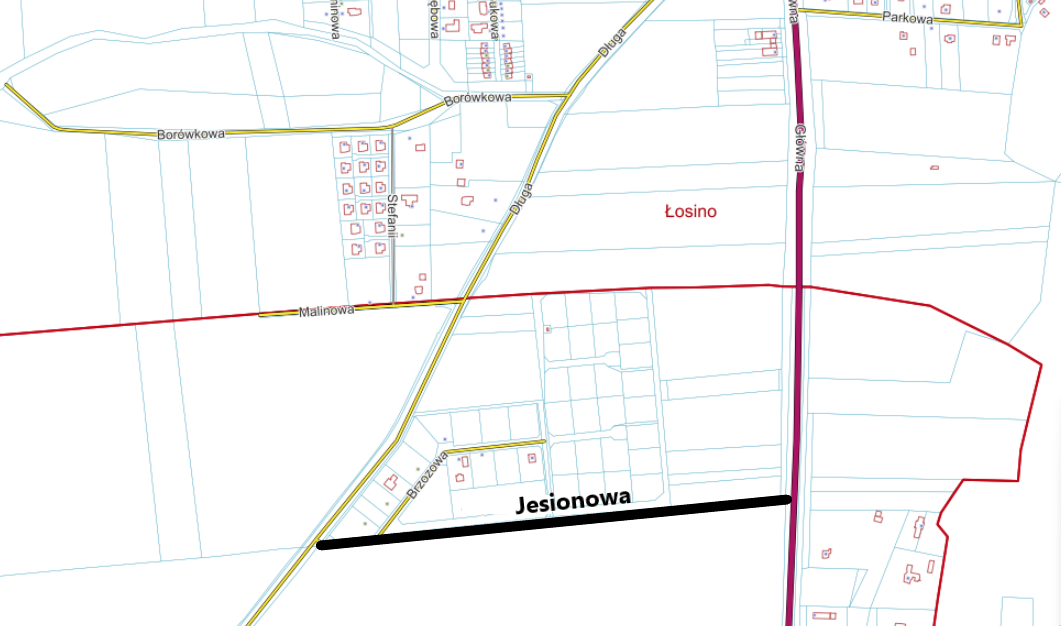 Parkowa
Długa
Borówkowa
Borówkowa
Główna
Długa
Stefanii
Łosino
Malinowa
Brzozowa
Jesionowa